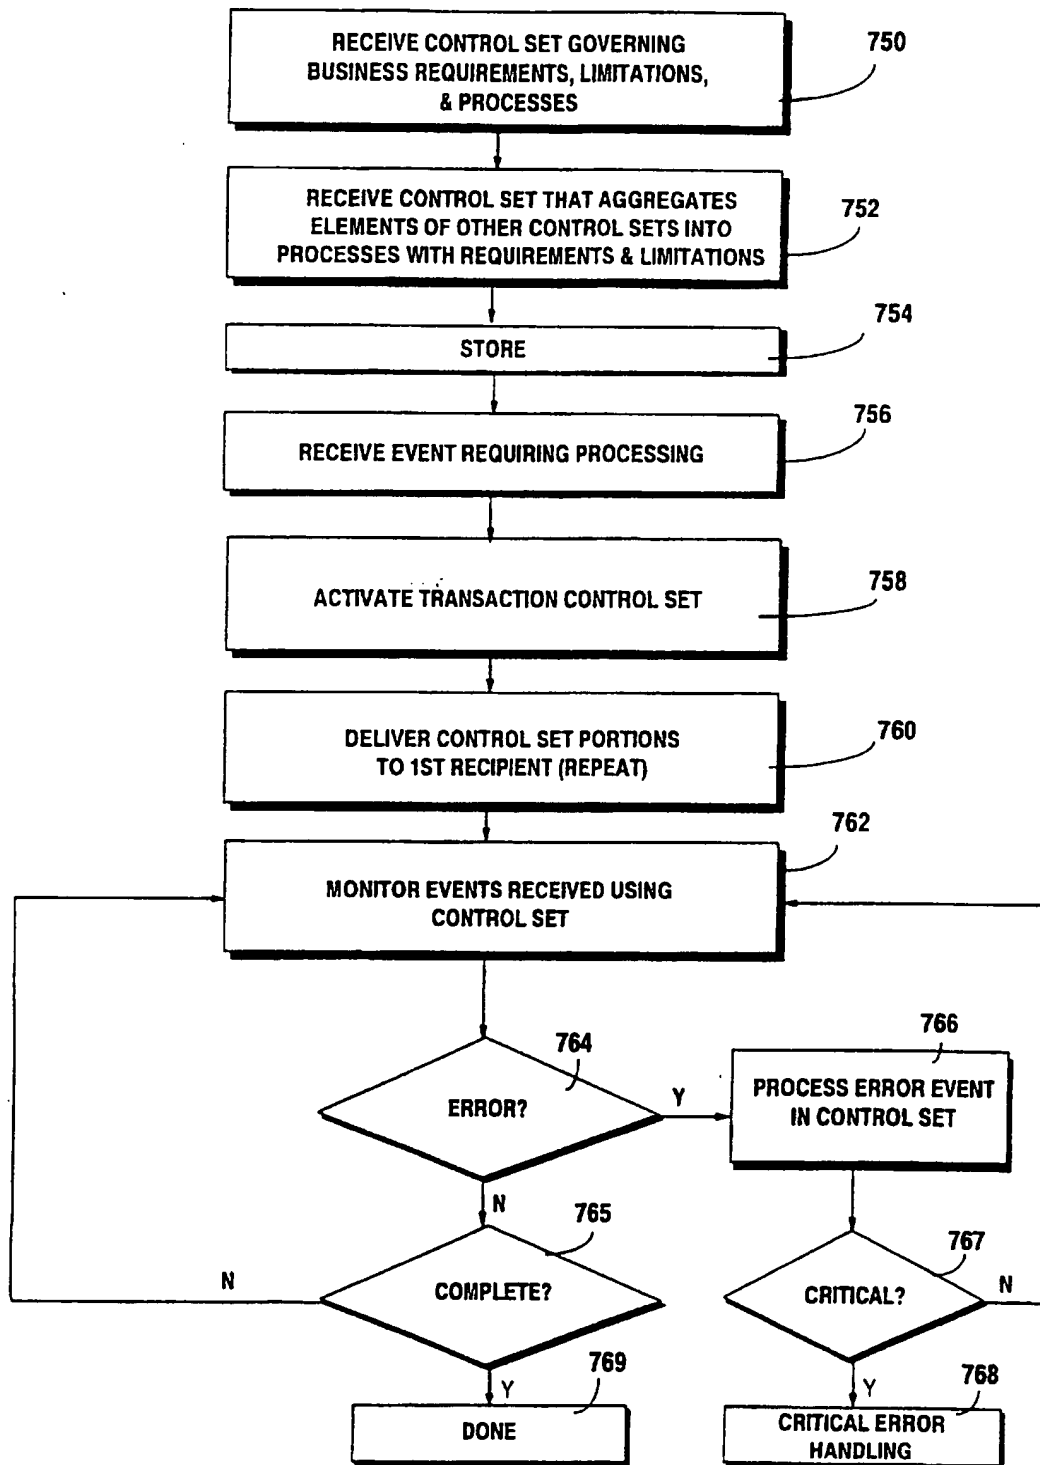 RECEIVE CONTROL SET GOVERNING
BUSINESS REQUIREMENTS, LIMITATIONS,
& PROCESSES
750
RECEIVE CONTROL SET THAT AGGREGATES
ELEMENTS OF OTHER CONTROL SETS INTO
PROCESSES WITH REQUIREMENTS & LIMITATIONS
752
754
STORE
756
RECEIVE EVENT REQUIRING PROCESSING
758
ACTIVATE TRANSACTION CONTROL SET
760
DELIVER CONTROL SET PORTIONS
TO 1ST RECIPIENT (REPEAT)
762
MONITOR EVENTS RECEIVED USING
CONTROL SET
764
ERROR?
Y
766
PROCESS ERROR EVENT
IN CONTROL SET
N
765
COMPLETE?
N
767
CRITICAL?
N
Y
769
DONE
Y
768
CRITICAL ERROR
HANDLING